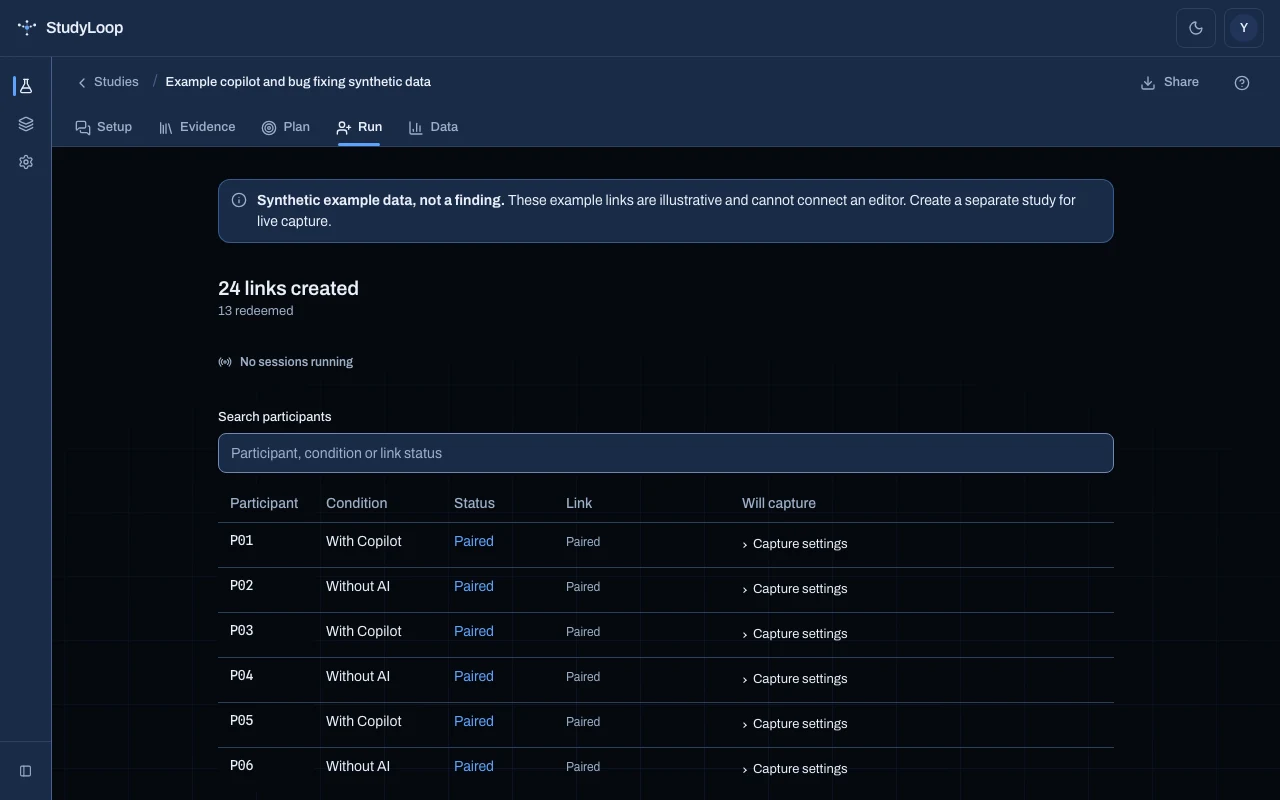 StudyLoop
Y
Studies / Example copilot and bug fixing synthetic data
Share
Setup
Evidence
Plan
Run
Data
Synthetic example data, not a finding. These example links are illustrative and cannot connect an editor. Create a separate study for
live capture.
24 links created
13 redeemed
No sessions running
Search participants
Participant, condition or link status
Participant Condition Status Link Will capture
P01 With Copilot Paired Paired › Capture settings
P02 Without AI Paired Paired › Capture settings
P03 With Copilot Paired Paired › Capture settings
P04 Without AI Paired Paired › Capture settings
P05 With Copilot Paired Paired › Capture settings
P06 Without AI Paired Paired › Capture settings